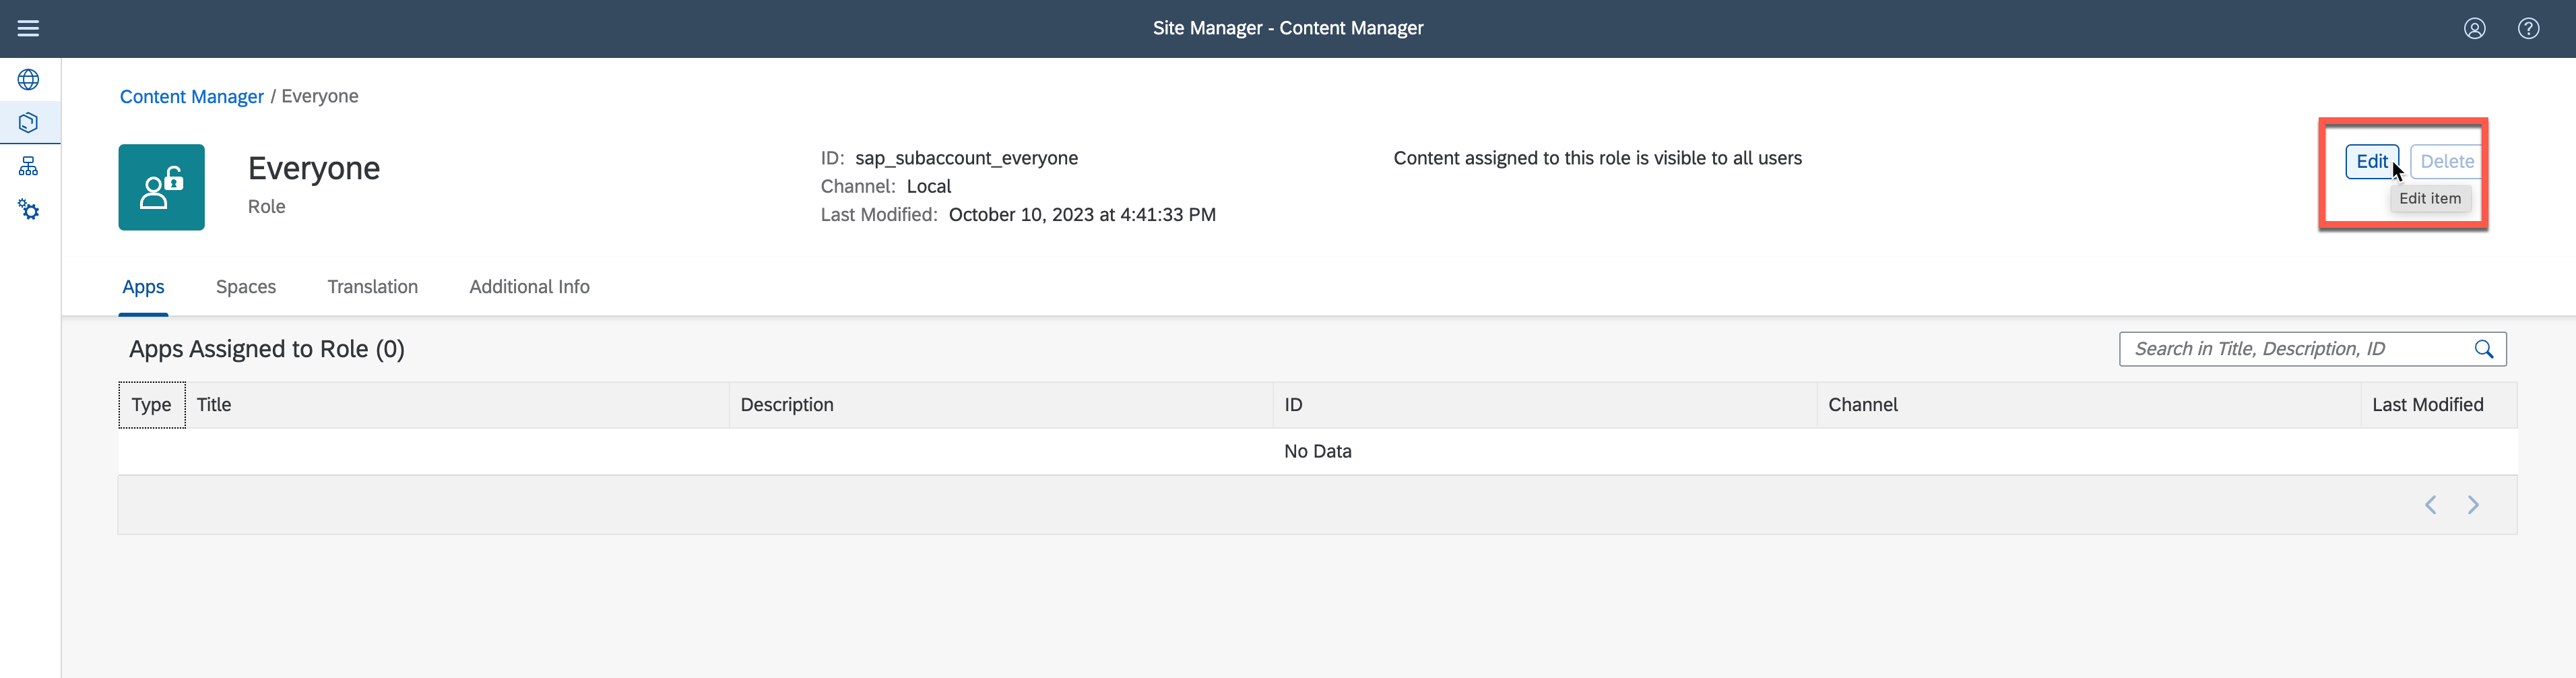 Site Manager - Content Manager
?
Content Manager / Everyone
Everyone
Role
ID: sap_subaccount_everyone
Channel: Local
Last Modified: October 10, 2023 at 4:41:33 PM
Content assigned to this role is visible to all users
Edit
Delete
Edit item
Apps
Spaces
Translation
Additional Info
Apps Assigned to Role (0)
Search in Title, Description, ID
Type
Title
Description
ID
Channel
Last Modified
No Data